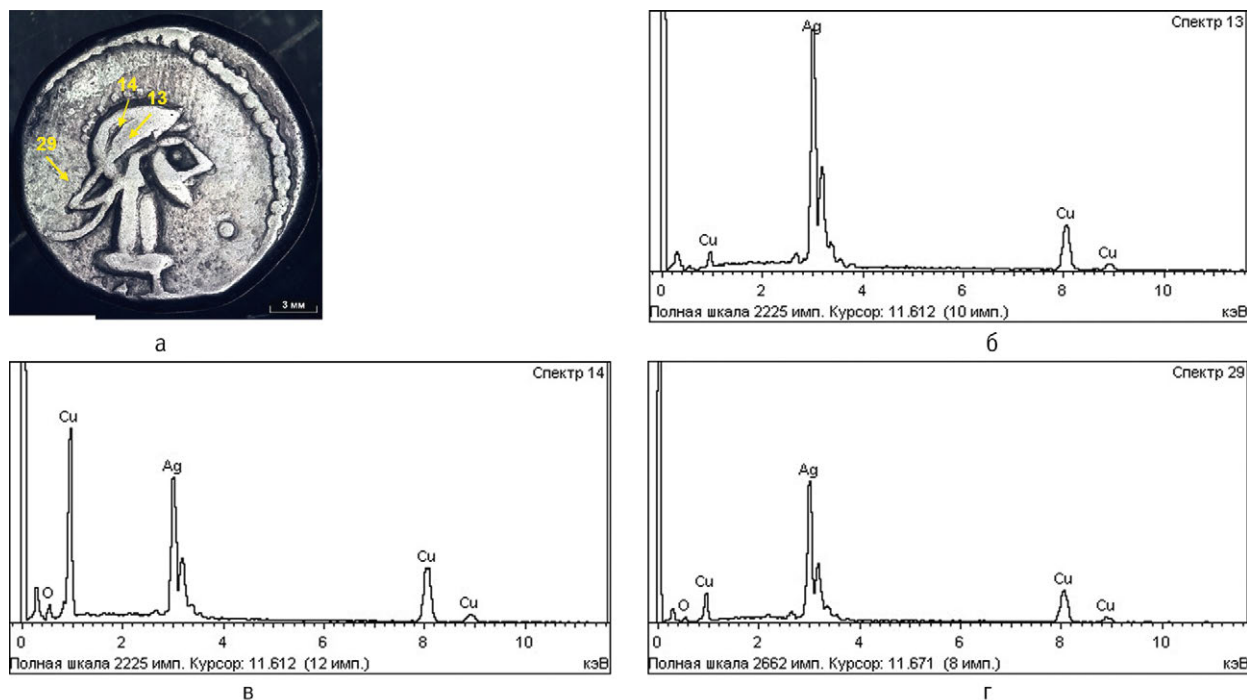 14
13
29
3 мм
а
Спектр 13
Ag
Cu
Cu
Cu
0 2 4 6 8 10
Полная шкала 2225 имп. Курсор: 11.612 (10 имп.)
кэВ
б
Спектр 14
Cu
Ag
O
Cu
Cu
0 2 4 6 8 10
Полная шкала 2225 имп. Курсор: 11.612 (12 имп.)
кэВ
в
Спектр 29
Ag
Cu
O
Cu
Cu
0 2 4 6 8 10
Полная шкала 2662 имп. Курсор: 11.671 (8 имп.)
кэВ
г